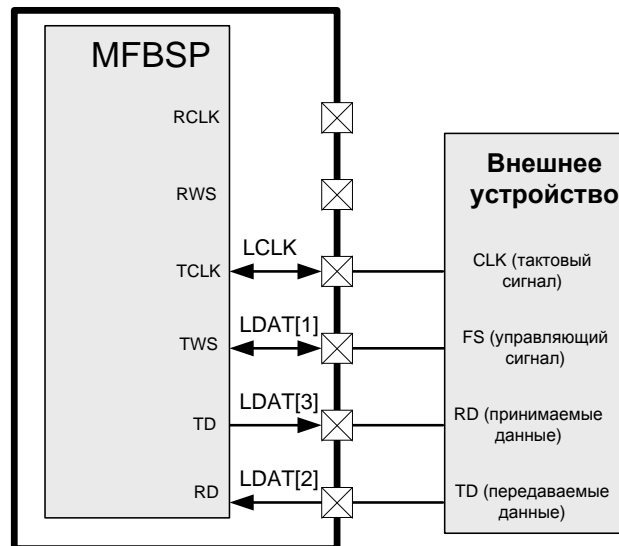 MFBSP
RCLK
RWS
TCLK
TWS
TD
RD
LCLK
LDAT[1]
LDAT[3]
LDAT[2]
Внешнее
устройство
CLK (тактовый
сигнал)
FS (управляющий
сигнал)
RD (принимаемые
данные)
TD (передаваемые
данные)